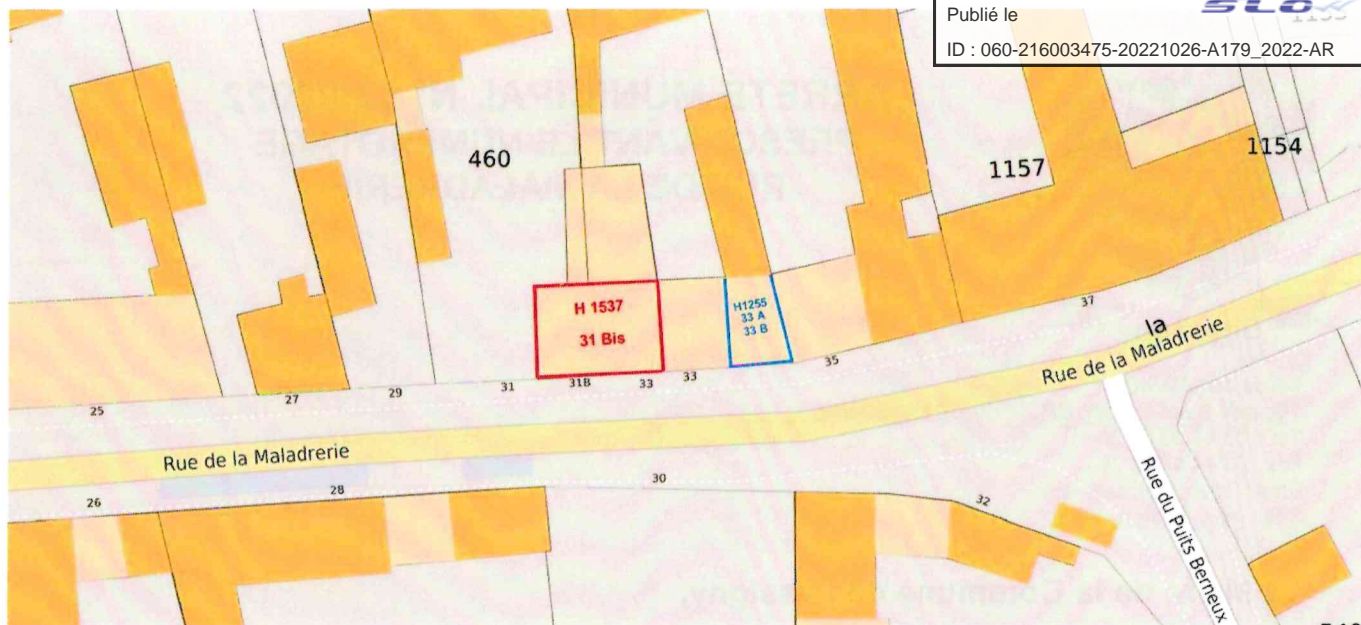 Publié le
ID : 060-216003475-20221026-A179_2022-AR
460
1157
1154
H 1537
31 Bis
H1255
33 A
33 B
25
27
29
31
31B
33
33
35
37
la
Rue de la Maladrerie
Rue de la Maladrerie
26
28
30
32
Rue du Puits Berneux